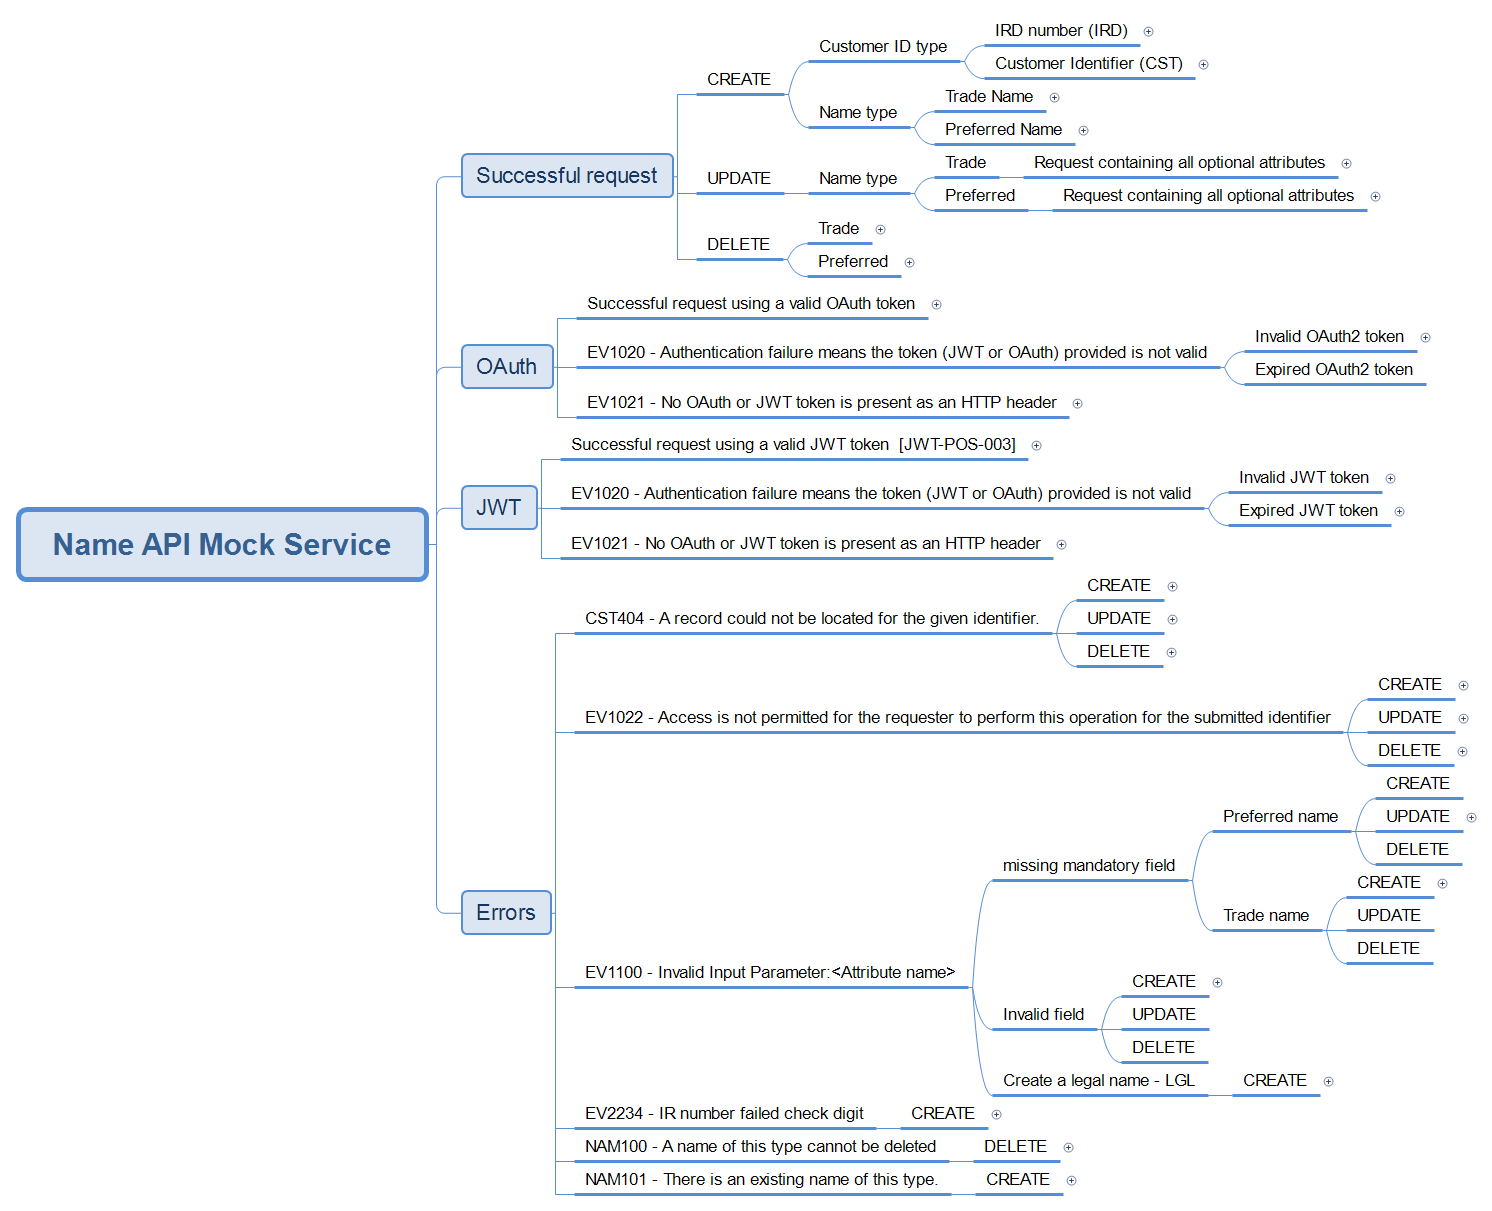 Name API Mock Service
Successful request
CREATE
Customer ID type
IRD number (IRD)
Customer Identifier (CST)
Name type
Trade Name
Preferred Name
UPDATE
Name type
Trade
Request containing all optional attributes
Preferred
Request containing all optional attributes
DELETE
Trade
Preferred
OAuth
Successful request using a valid OAuth token
EV1020 - Authentication failure means the token (JWT or OAuth) provided is not valid
Invalid OAuth2 token
Expired OAuth2 token
EV1021 - No OAuth or JWT token is present as an HTTP header
JWT
Successful request using a valid JWT token [JWT-POS-003]
EV1020 - Authentication failure means the token (JWT or OAuth) provided is not valid
Invalid JWT token
Expired JWT token
EV1021 - No OAuth or JWT token is present as an HTTP header
Errors
CST404 - A record could not be located for the given identifier.
CREATE
UPDATE
DELETE
EV1022 - Access is not permitted for the requester to perform this operation for the submitted identifier
CREATE
UPDATE
DELETE
EV1100 - Invalid Input Parameter:<Attribute name>
missing mandatory field
Preferred name
CREATE
UPDATE
DELETE
Trade name
CREATE
UPDATE
DELETE
Invalid field
CREATE
UPDATE
DELETE
Create a legal name - LGL
CREATE
EV2234 - IR number failed check digit
CREATE
NAM100 - A name of this type cannot be deleted
DELETE
NAM101 - There is an existing name of this type.
CREATE